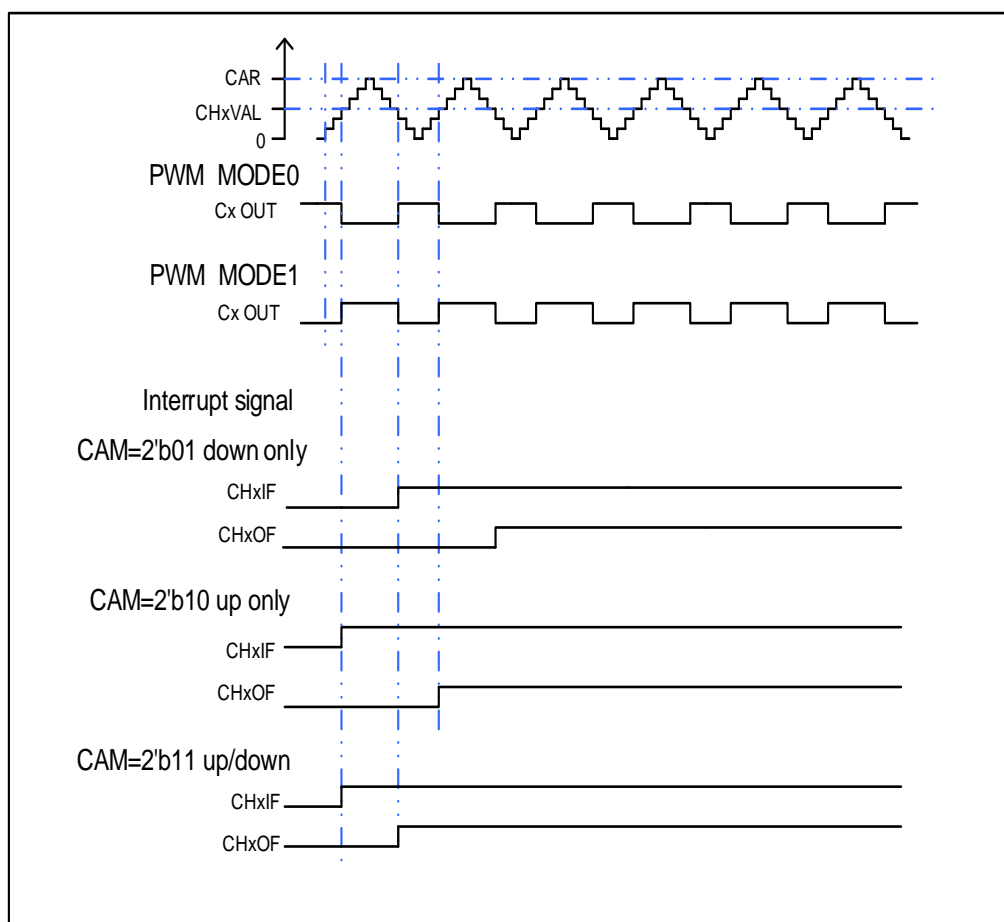 CAR
CHxVAL
0
PWM MODE0
Cx OUT
PWM MODE1
Cx OUT
Interrupt signal
CAM=2'b01 down only
CHxIF
CHxOF
CAM=2'b10 up only
CHxIF
CHxOF
CAM=2'b11 up/down
CHxIF
CHxOF